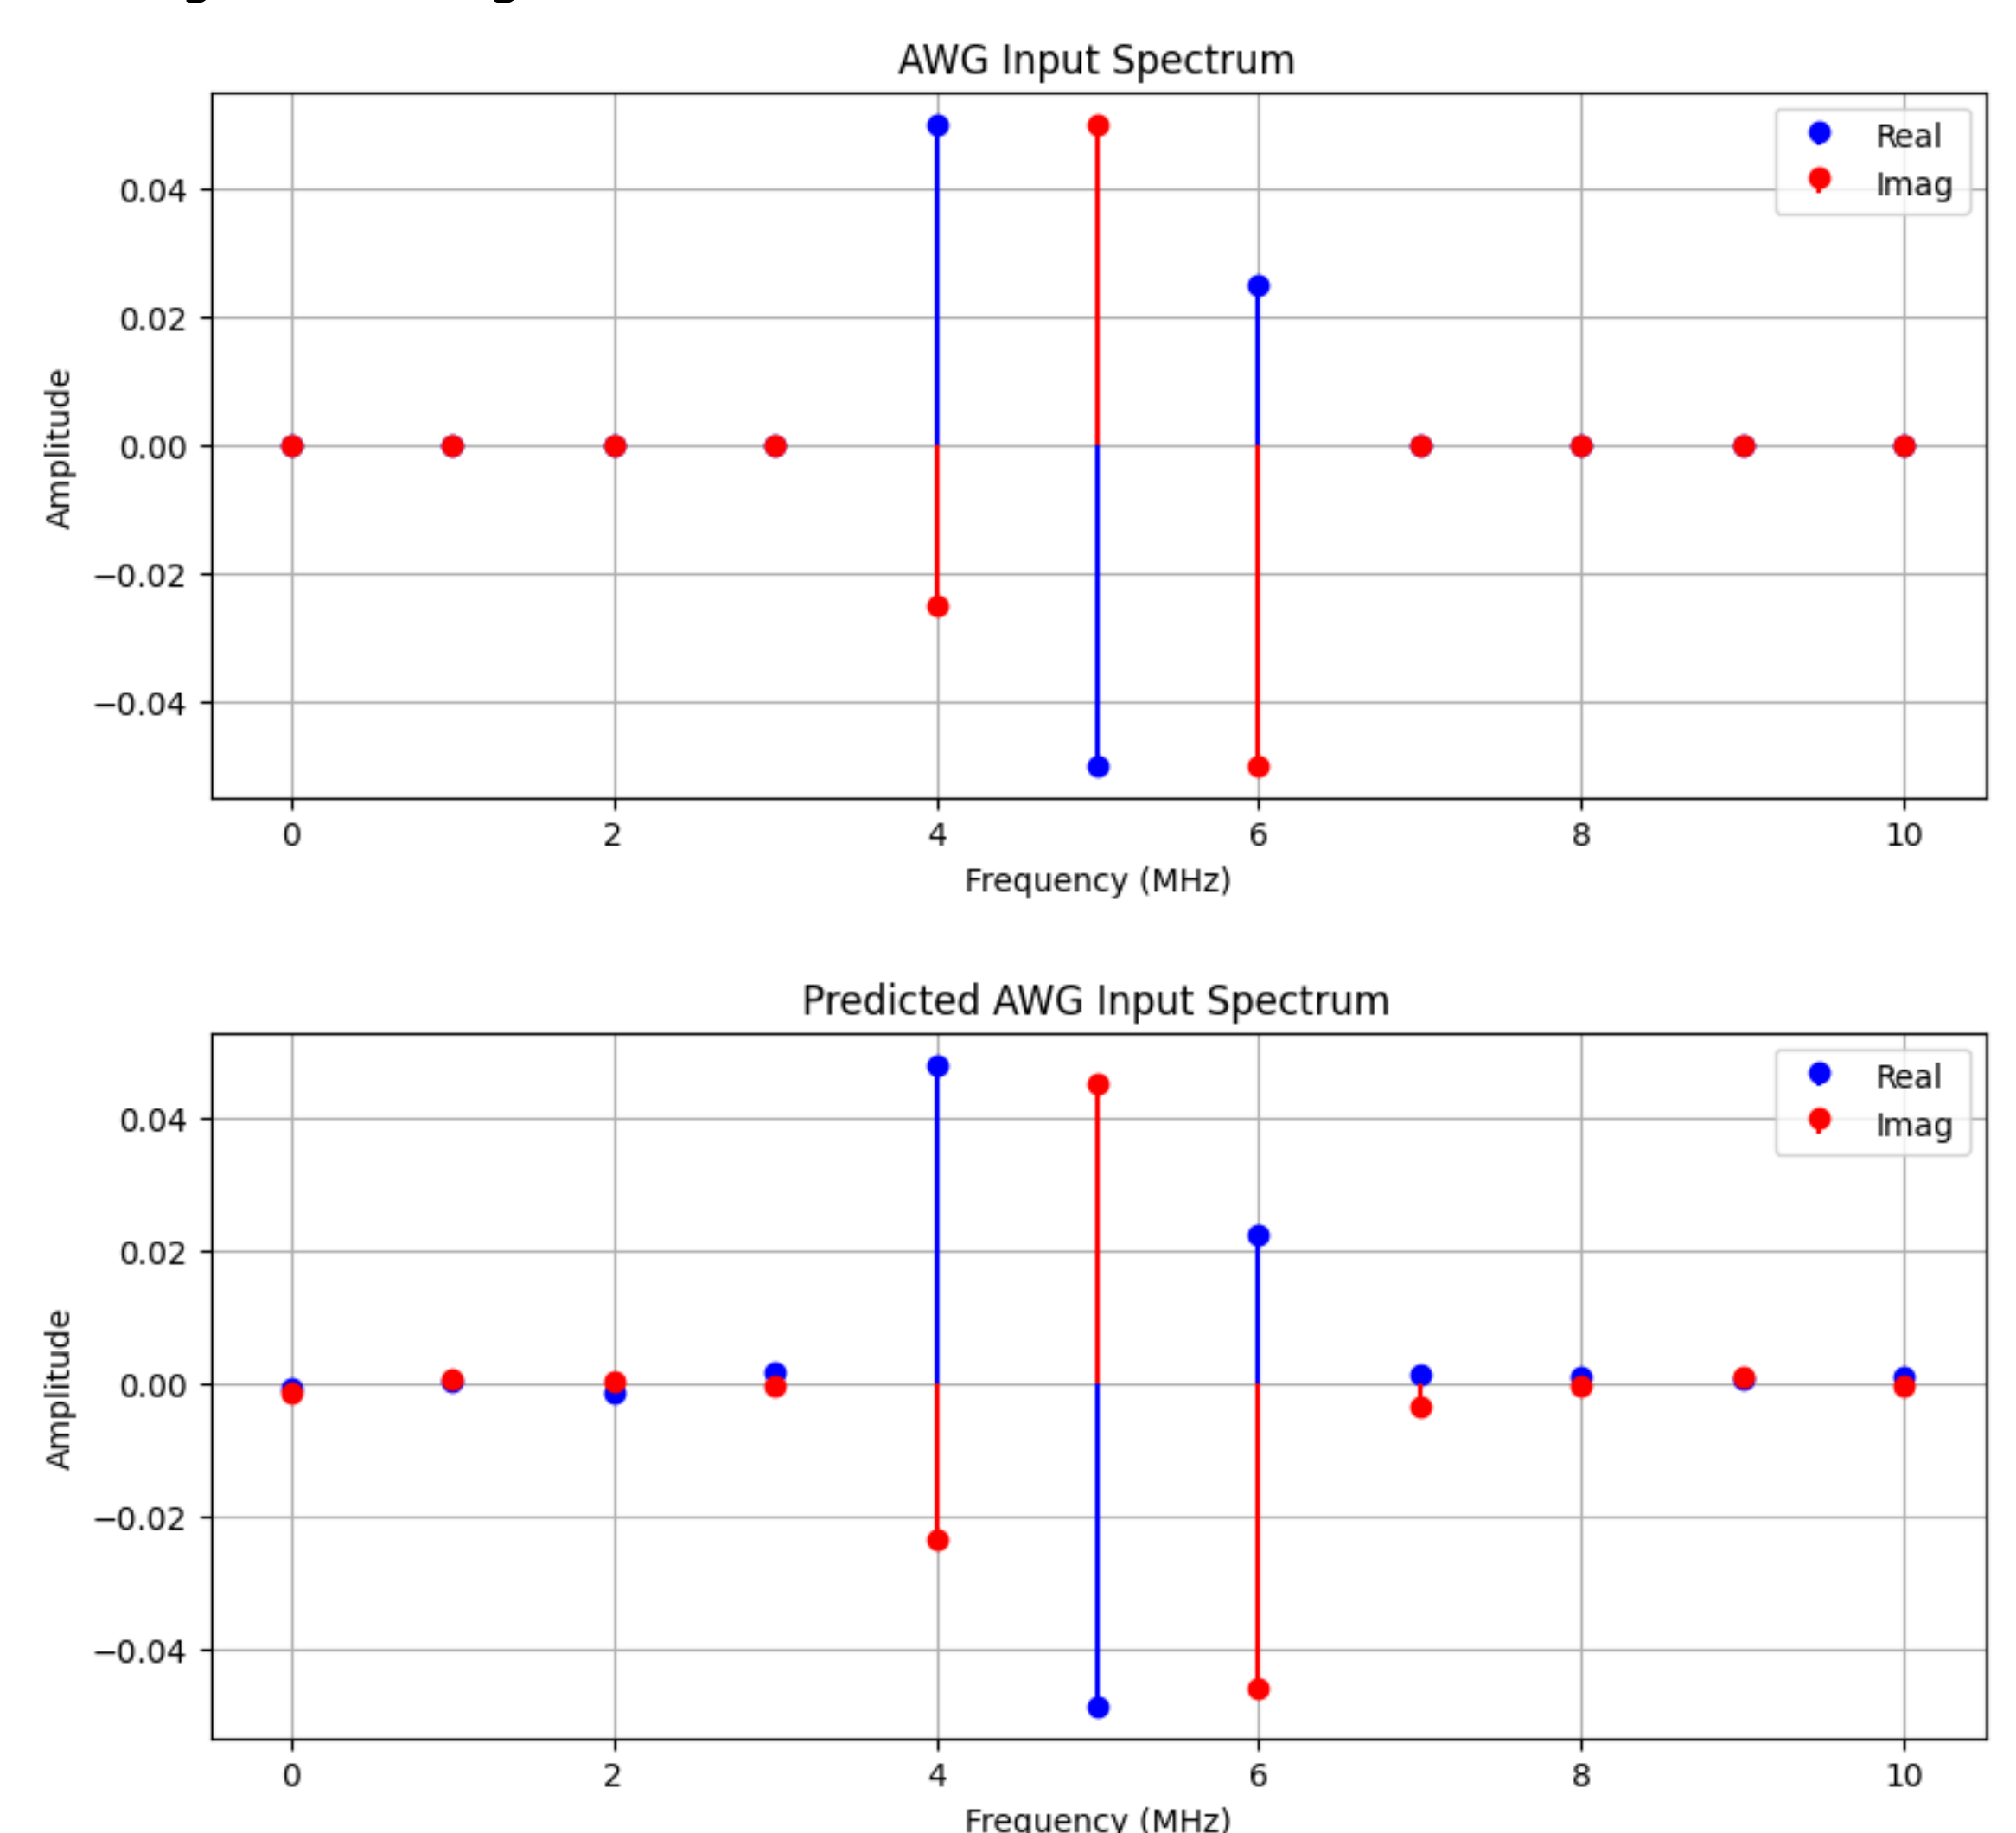 AWG Input Spectrum
Real
Imag
0.04
0.02
0.00
−0.02
−0.04
Amplitude
0 2 4 6 8 10
Frequency (MHz)
Predicted AWG Input Spectrum
Real
Imag
0.04
0.02
0.00
−0.02
−0.04
Amplitude
0 2 4 6 8 10
Frequency (MHz)